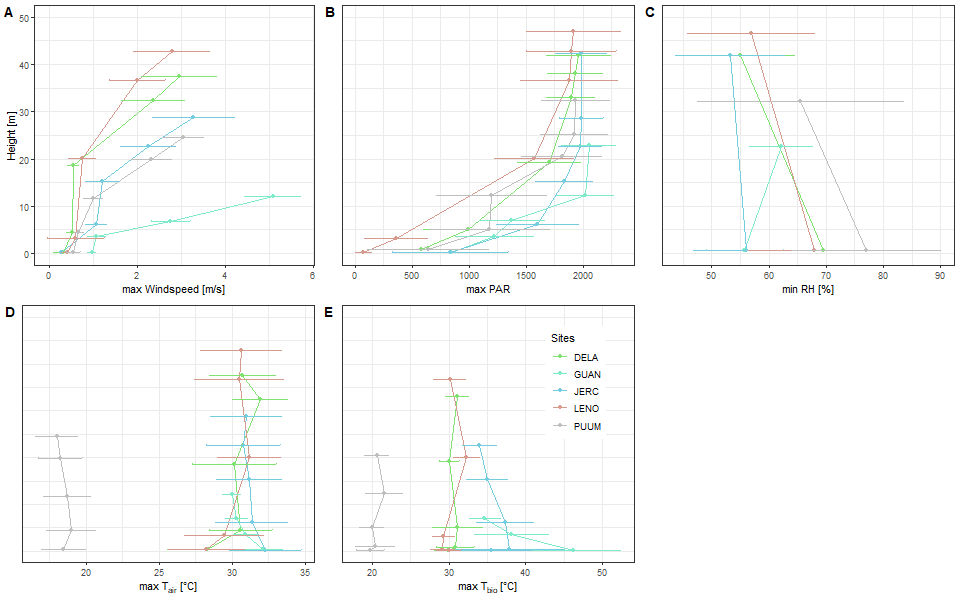 A
B
C
Height [m]
50
40
30
20
10
0
0
2
4
6
max Windspeed [m/s]
0
500
1000
1500
2000
max PAR
50
60
70
80
90
min RH [%]
D
E
20
25
30
35
max Tair [°C]
20
30
40
50
max Tbio [°C]
Sites
DELA
GUAN
JERC
LENO
PUUM